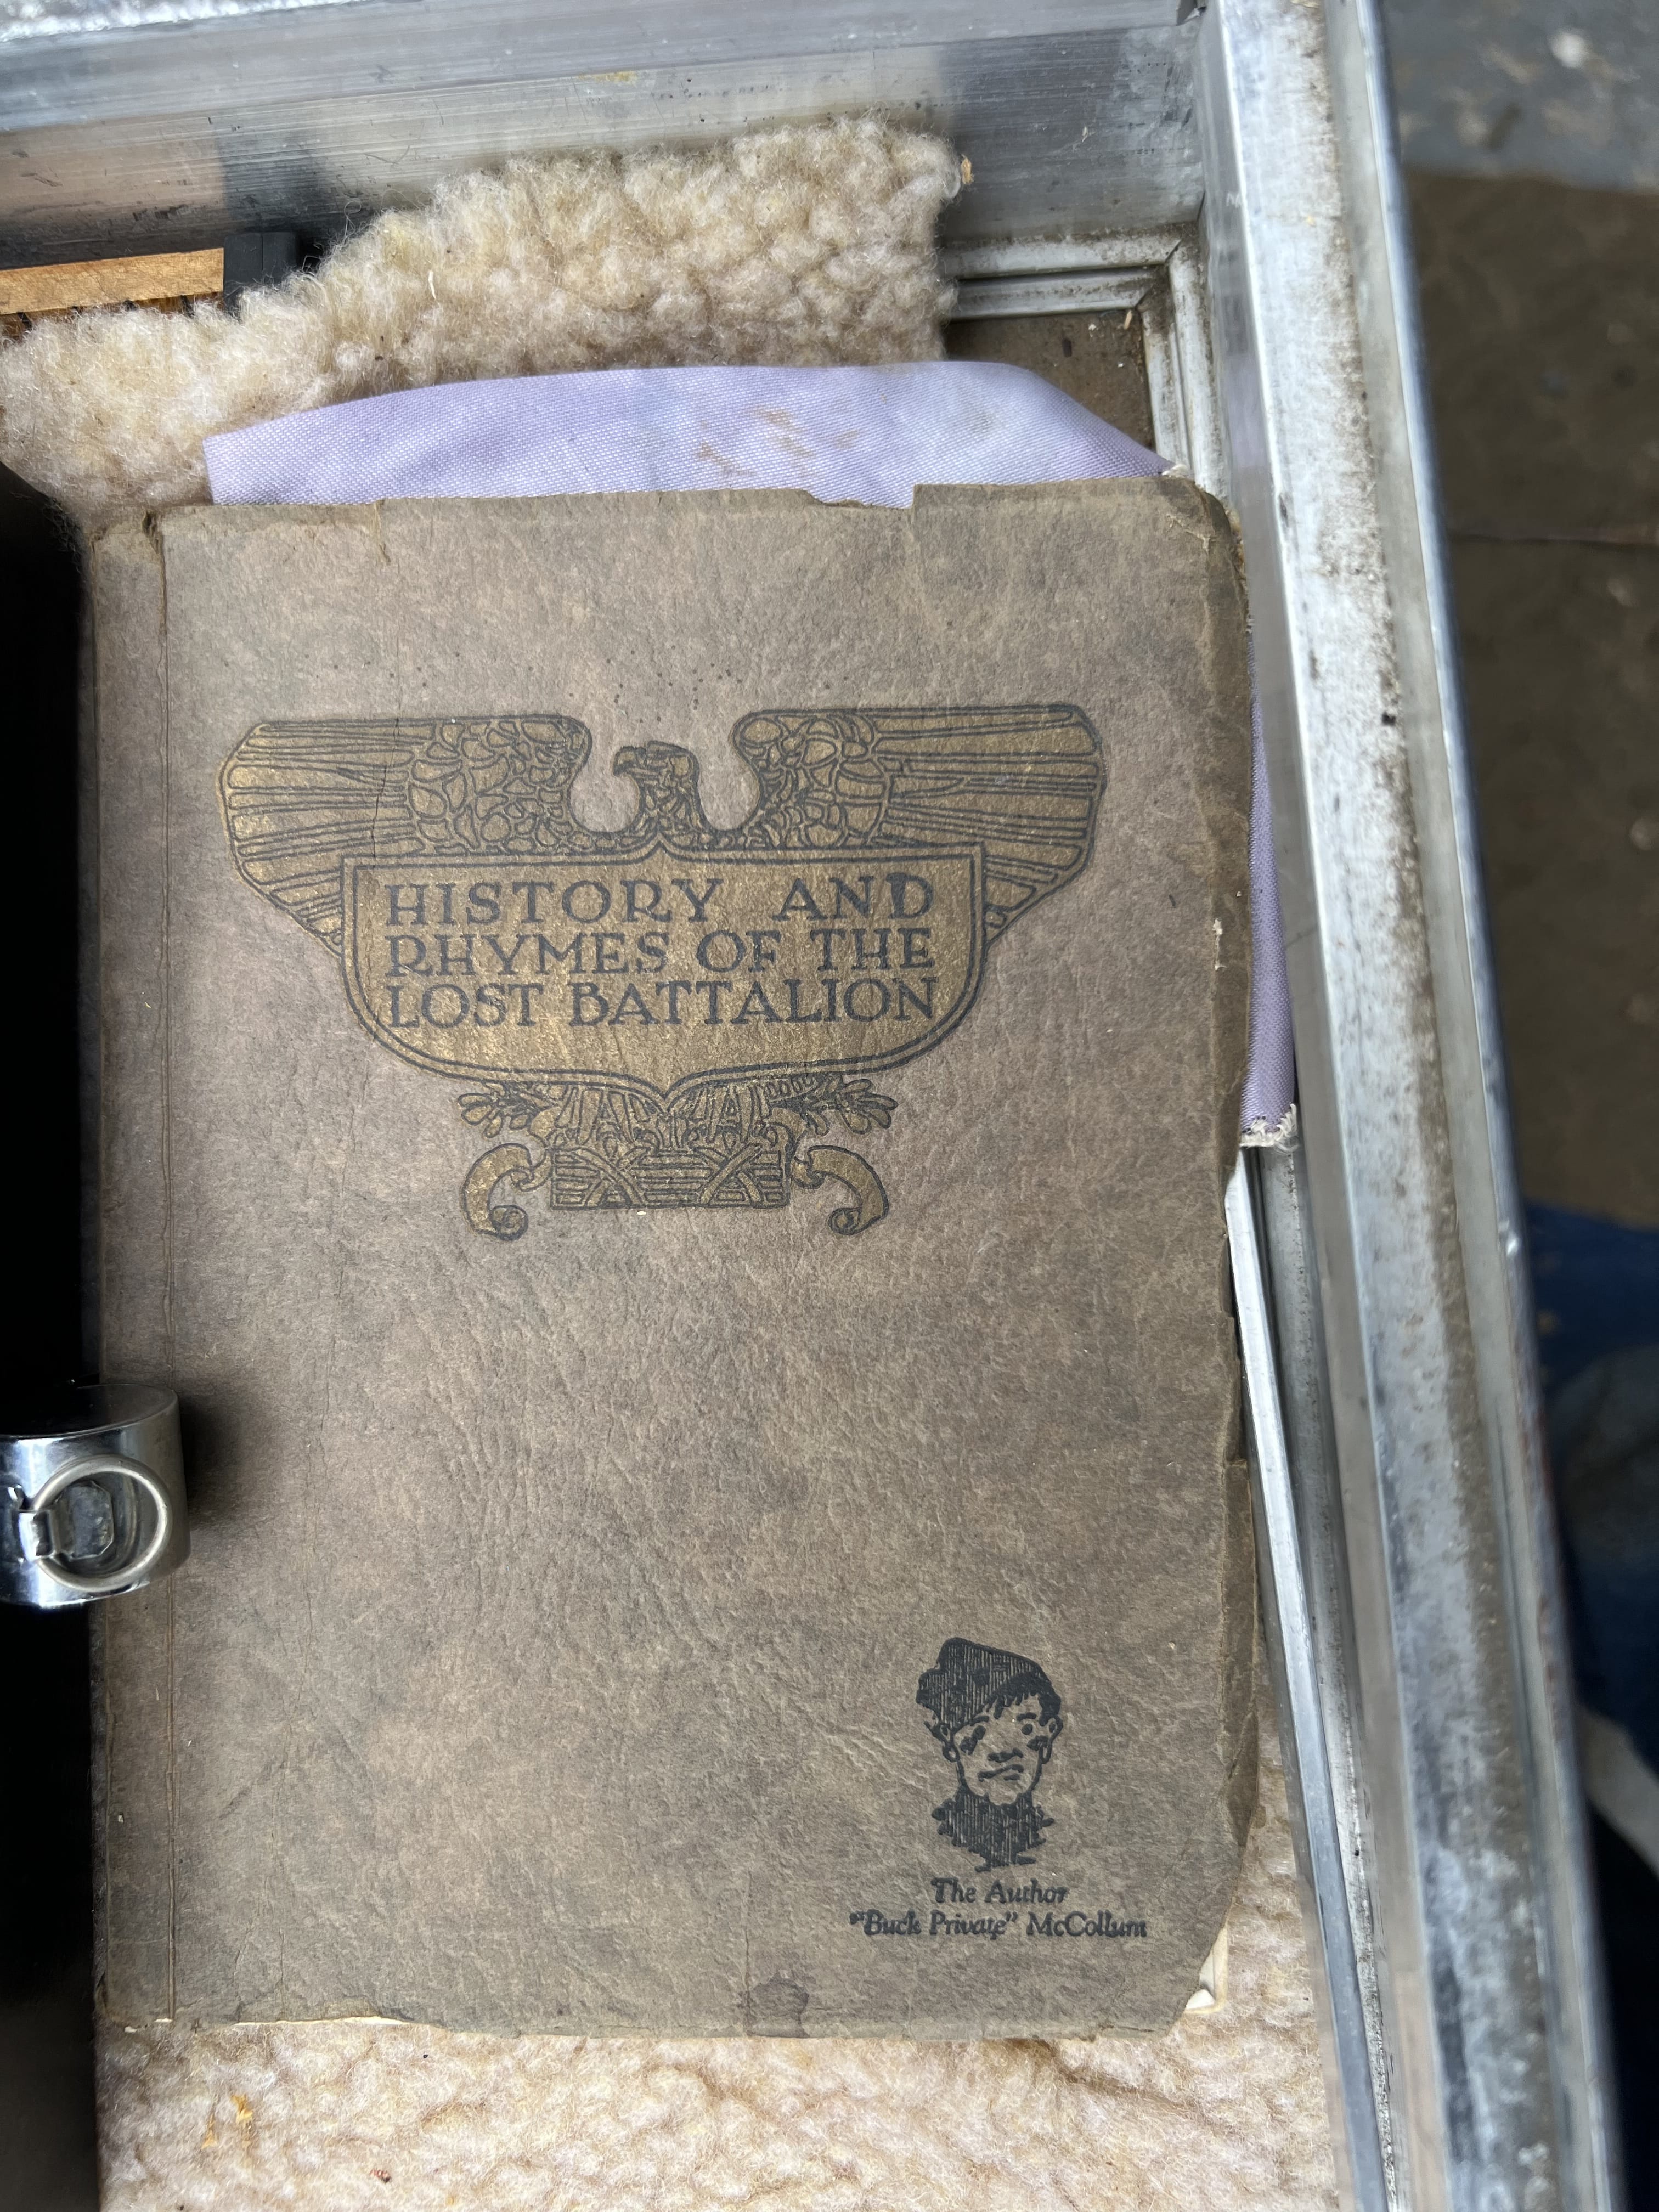 HISTORY AND
RHYMES OF THE
LOST BATTALION
The Author
"Buck Private" McCollum